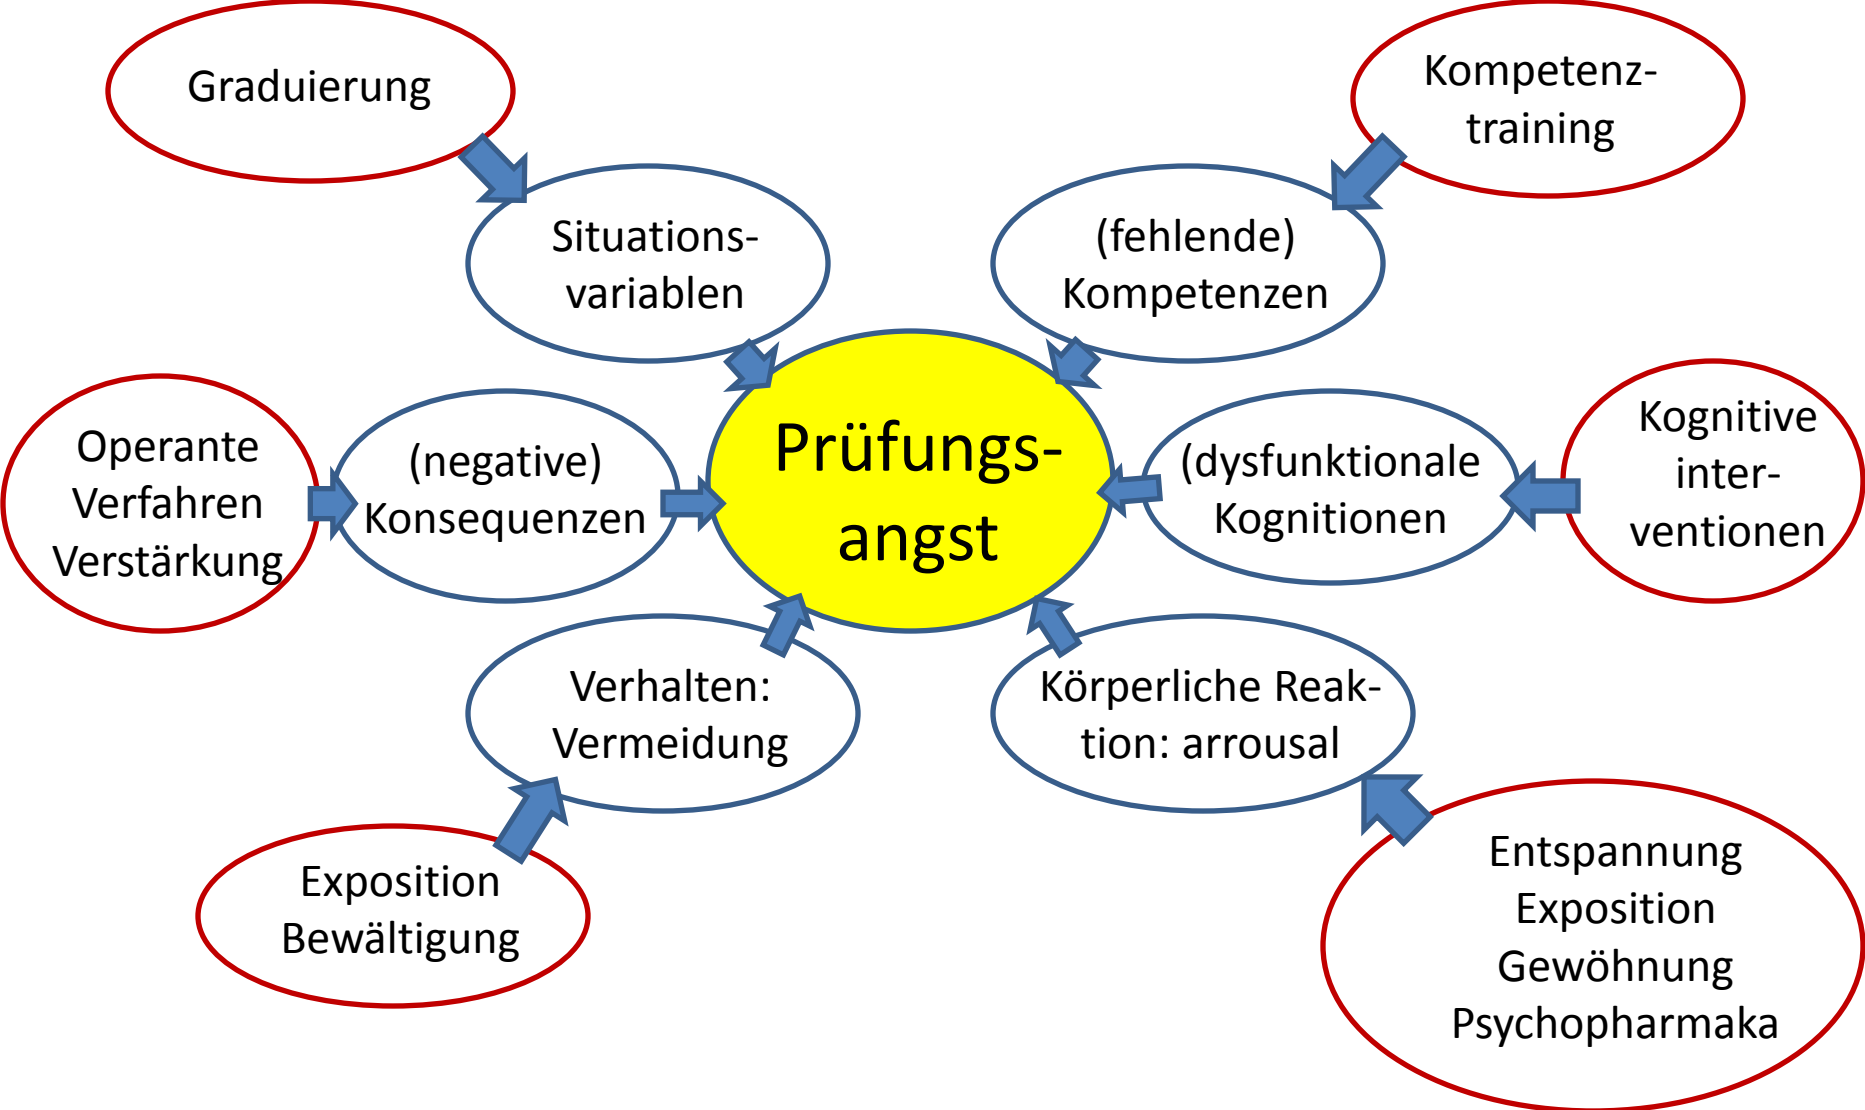 Graduierung
Kompetenz-
training
Situations-
variablen
(fehlende)
Kompetenzen
Operante
Verfahren
Verstärkung
(negative)
Konsequenzen
Prüfungs-
angst
(dysfunktionale
Kognitionen
Kognitive
inter-
ventionen
Verhalten:
Vermeidung
Körperliche Reak-
tion: arrousal
Exposition
Bewältigung
Entspannung
Exposition
Gewöhnung
Psychopharmaka